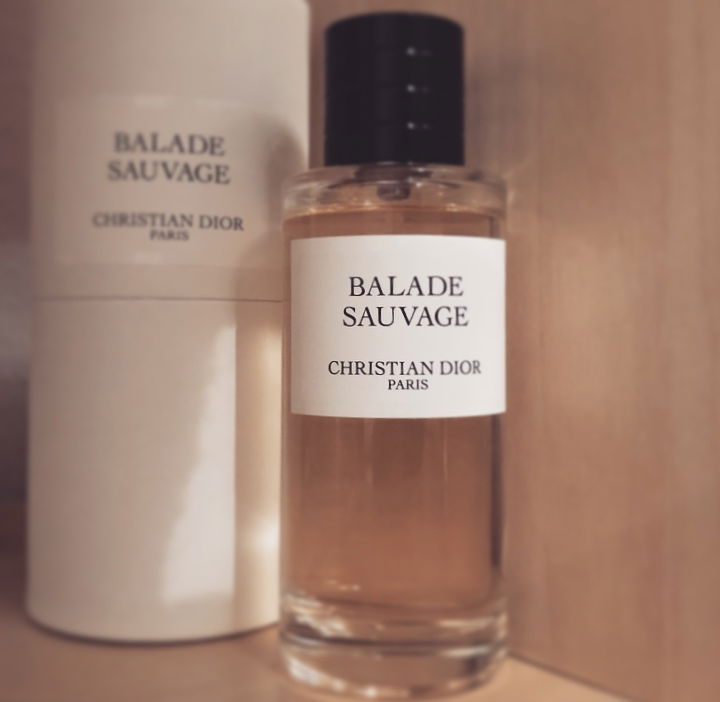 BALADE
SAUVAGE
CHRISTIAN DIOR
PARIS
BALADE
SAUVAGE
CHRISTIAN DIOR
PARIS